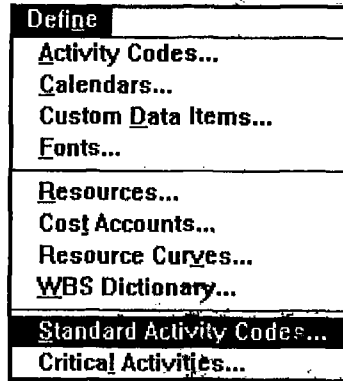 Define
Activity Codes...
Calendars...
Custom Data Items...
Fonts...
Resources...
Cost Accounts...
Resource Curves...
WBS Dictionary...
Standard Activity Codes...
Critical Activities...